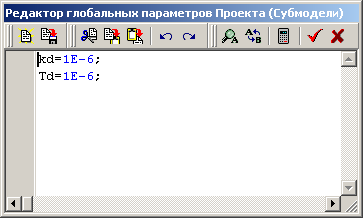 Редактор глобальных параметров Проекта (Субмодели)
A
A B
kd=1E-6;
Td=1E-6;